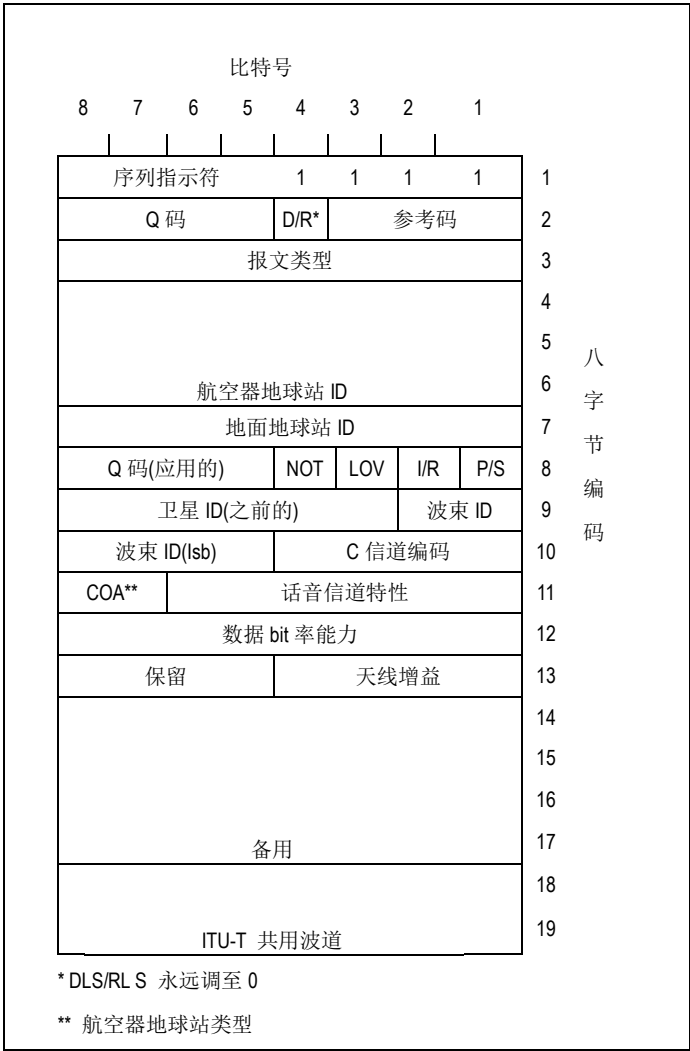 比特号
8 7 6 5 4 3 2 1
序列指示符 1 1 1 1 1
Q 码 D/R* 参考码 2
报文类型 3
4
5
航空器地球站 ID 6
地面地球站 ID 7
Q 码(应用的) NOT LOV I/R P/S 8
卫星 ID(之前的) 波束 ID 9
波束 ID(lsb) C 信道编码 10
COA** 话音信道特性 11
数据 bit 率能力 12
保留 天线增益 13
14
15
16
备用 17
18
ITU-T 共用波道 19
八字节编码
* DLS/RL S 永远调至 0
** 航空器地球站类型